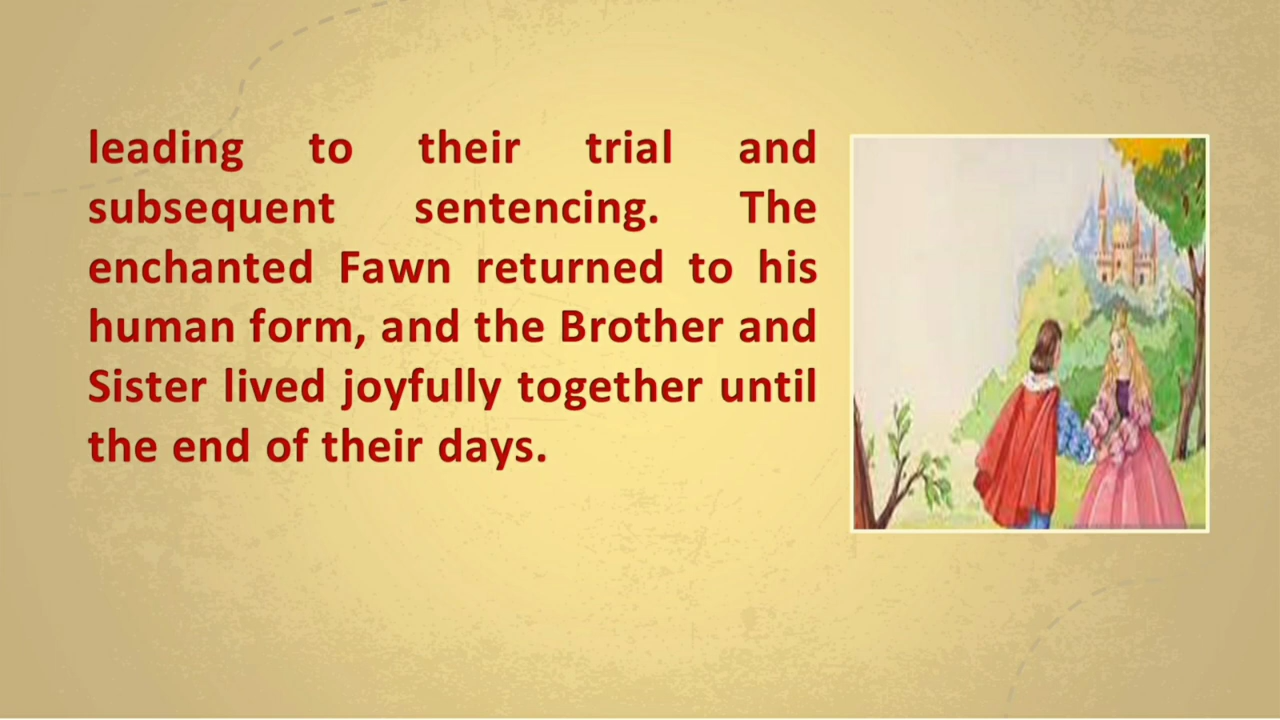 leading to their trial and
subsequent sentencing. The
enchanted Fawn returned to his
human form, and the Brother and
Sister lived joyfully together until
the end of their days.